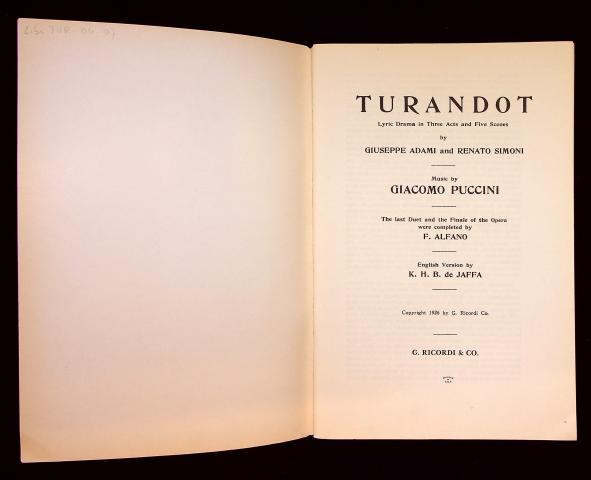 TURANDOT
Lyric Drama in Three Acts and Five Scenes
by
GIUSEPPE ADAMI and RENATO SIMONI
Music by
GIACOMO PUCCINI
The last Duet and the Finale of the Opera
were completed by
F. ALFANO
English Version by
K. H. B. de JAFFA
Copyright 1926 by G. Ricordi Co.
G. RICORDI & CO.